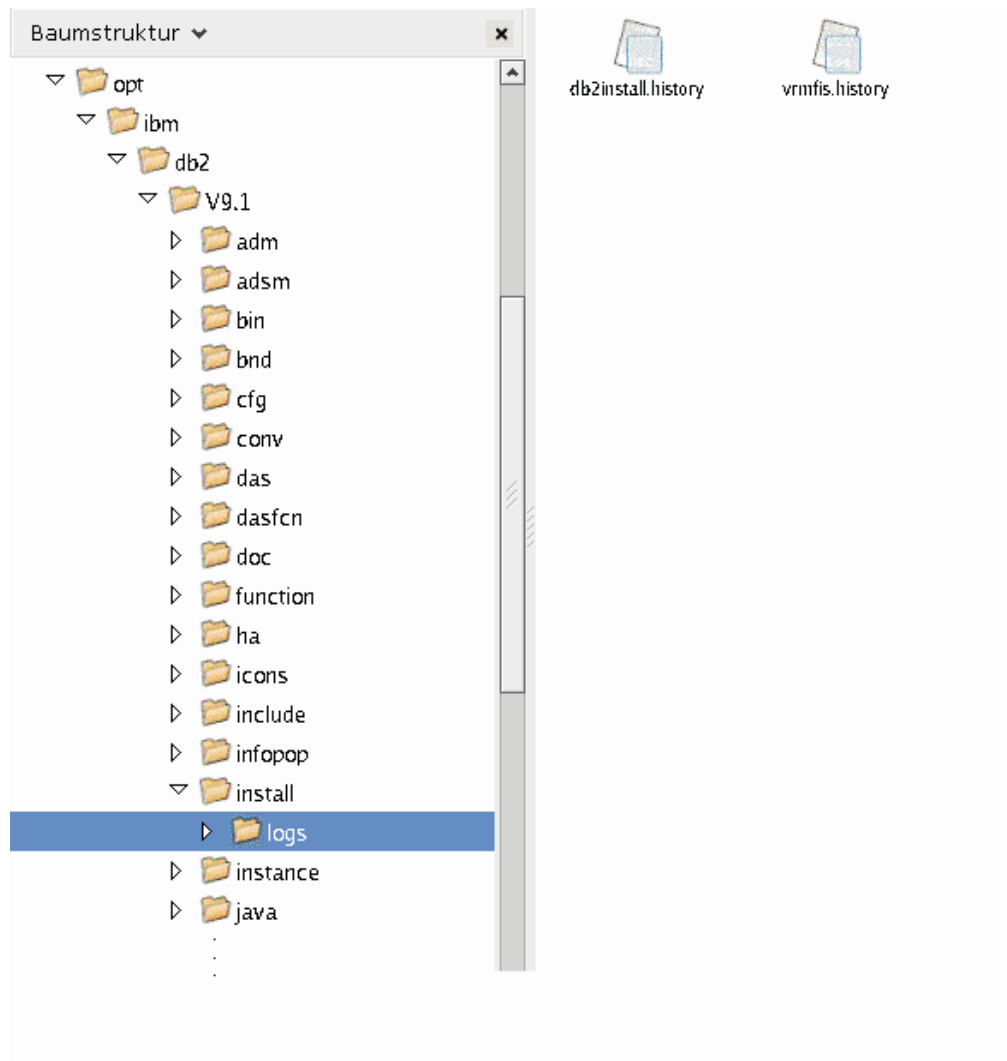 Baumstruktur
opt
ibm
db2
V9.1
adm
adsm
bin
bnd
cfg
conv
das
dasfcn
doc
function
ha
icons
include
infopop
install
logs
instance
java
db2install.history
vrmfis.history